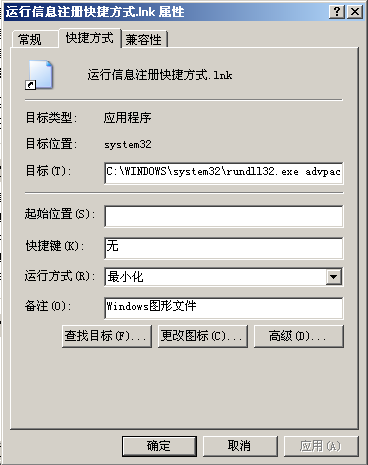 运行信息注册快捷方式.lnk 属性
常规 快捷方式 兼容性
运行信息注册快捷方式.lnk
目标类型: 应用程序
目标位置: system32
目标(T): C:\WINDOWS\system32\rundll32.exe advpac
起始位置(S):
快捷键(K): 无
运行方式(R): 最小化
备注(O): Windows图形文件
查找目标(F)... 更改图标(C)... 高级(D)...
确定 取消 应用(A)